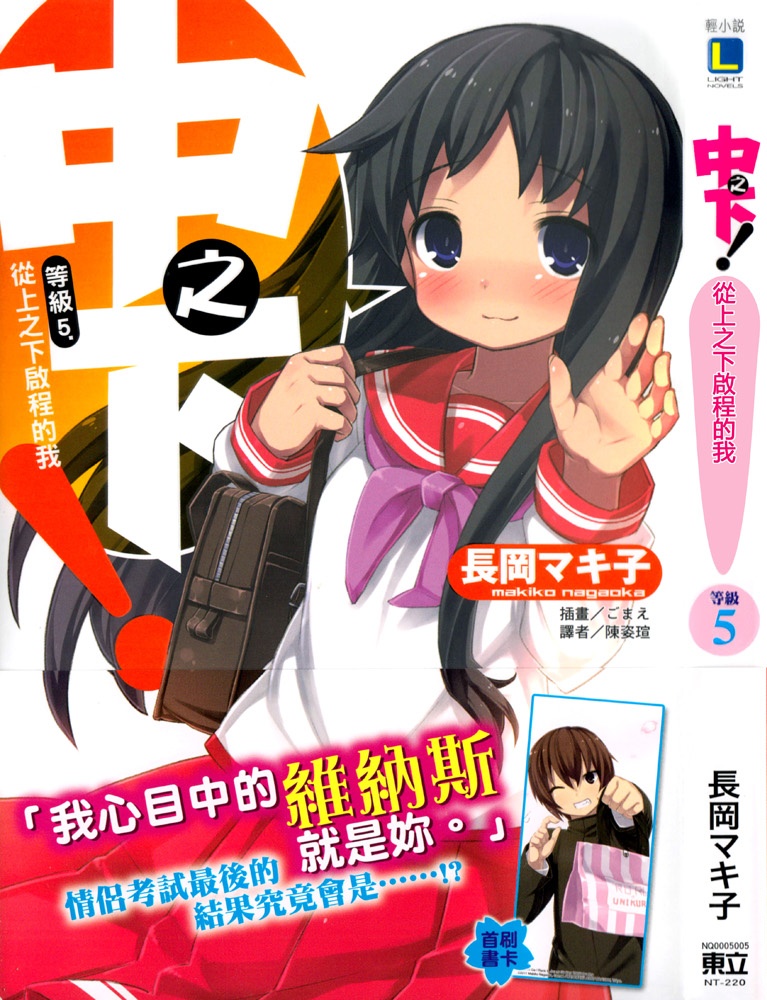 中之下!
等級5.
從上之下啟程的我
長岡マキ子
makiko nagaoka
插畫／ごまえ
譯者／陳姿瑄
「我心目中的維納斯
就是妳。」
情侶考試最後的
結果究竟會是……!?
首刷
書卡
UNIKUR
輕小說
L
LIGHT
NOVELS
中之下!
從上之下啟程的我
等級
5
長岡マキ子
NQ0005005
東立
NT-220